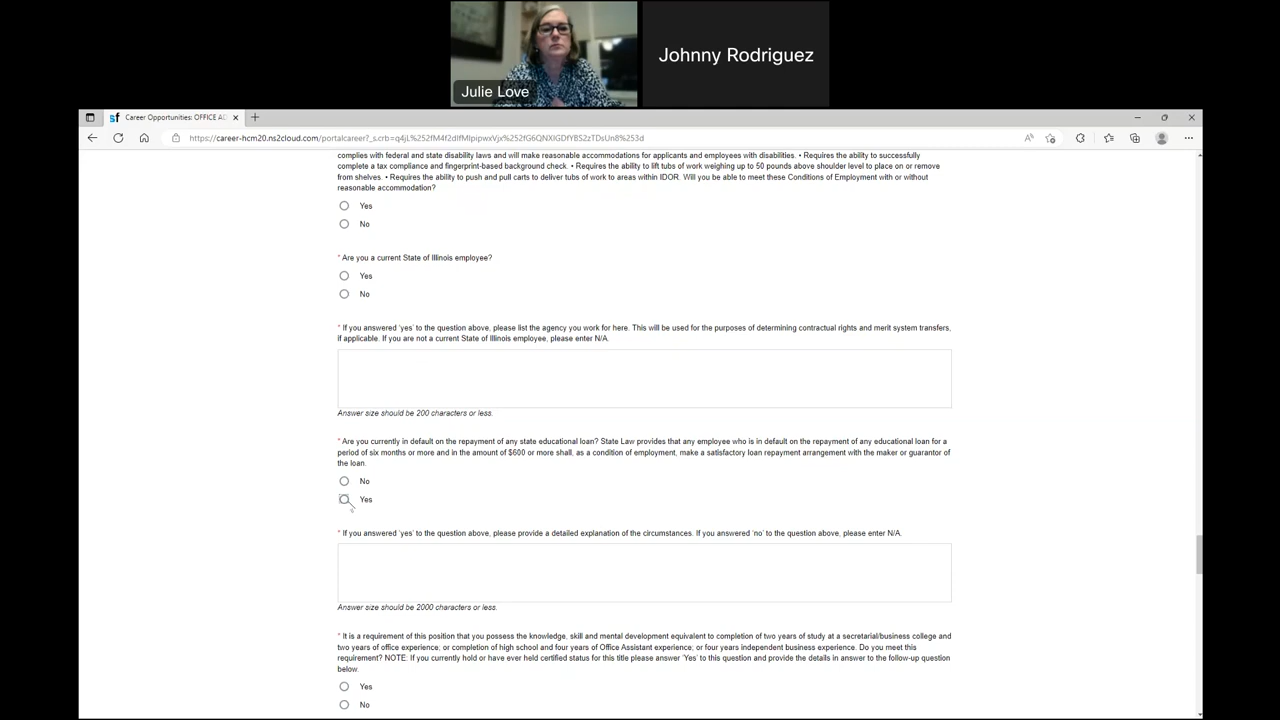 Julie Love
Johnny Rodriguez
Career Opportunities: OFFICE A
complies with federal and state disability laws and will make reasonable accommodations for applicants and employees with disabilities. • Requires the ability to successfully
complete a tax compliance and fingerprint-based background check. • Requires the ability to lift tubs of work weighing up to 50 pounds above shoulder level to place on or remove
from shelves. • Requires the ability to push and pull carts to deliver tubs of work to areas within IDOR. Will you be able to meet these Conditions of Employment with or without
reasonable accommodation?
Yes
No
* Are you a current State of Illinois employee?
Yes
No
* If you answered 'yes' to the question above, please list the agency you work for here. This will be used for the purposes of determining contractual rights and merit system transfers,
if applicable. If you are not a current State of Illinois employee, please enter N/A.
Answer size should be 200 characters or less.
* Are you currently in default on the repayment of any state educational loan? State Law provides that any employee who is in default on the repayment of any educational loan for a
period of six months or more and in the amount of $600 or more shall, as a condition of employment, make a satisfactory loan repayment arrangement with the maker or guarantor of
the loan.
No
Yes
* If you answered 'yes' to the question above, please provide a detailed explanation of the circumstances. If you answered 'no' to the question above, please enter N/A.
Answer size should be 2000 characters or less.
* It is a requirement of this position that you possess the knowledge, skill and mental development equivalent to completion of two years of study at a secretarial/business college and
two years of office experience; or completion of high school and four years of Office Assistant experience; or four years independent business experience. Do you meet this
requirement? NOTE: If you currently hold or have ever held certified status for this title please answer 'Yes' to this question and provide the details in answer to the follow-up question
below.
Yes
No